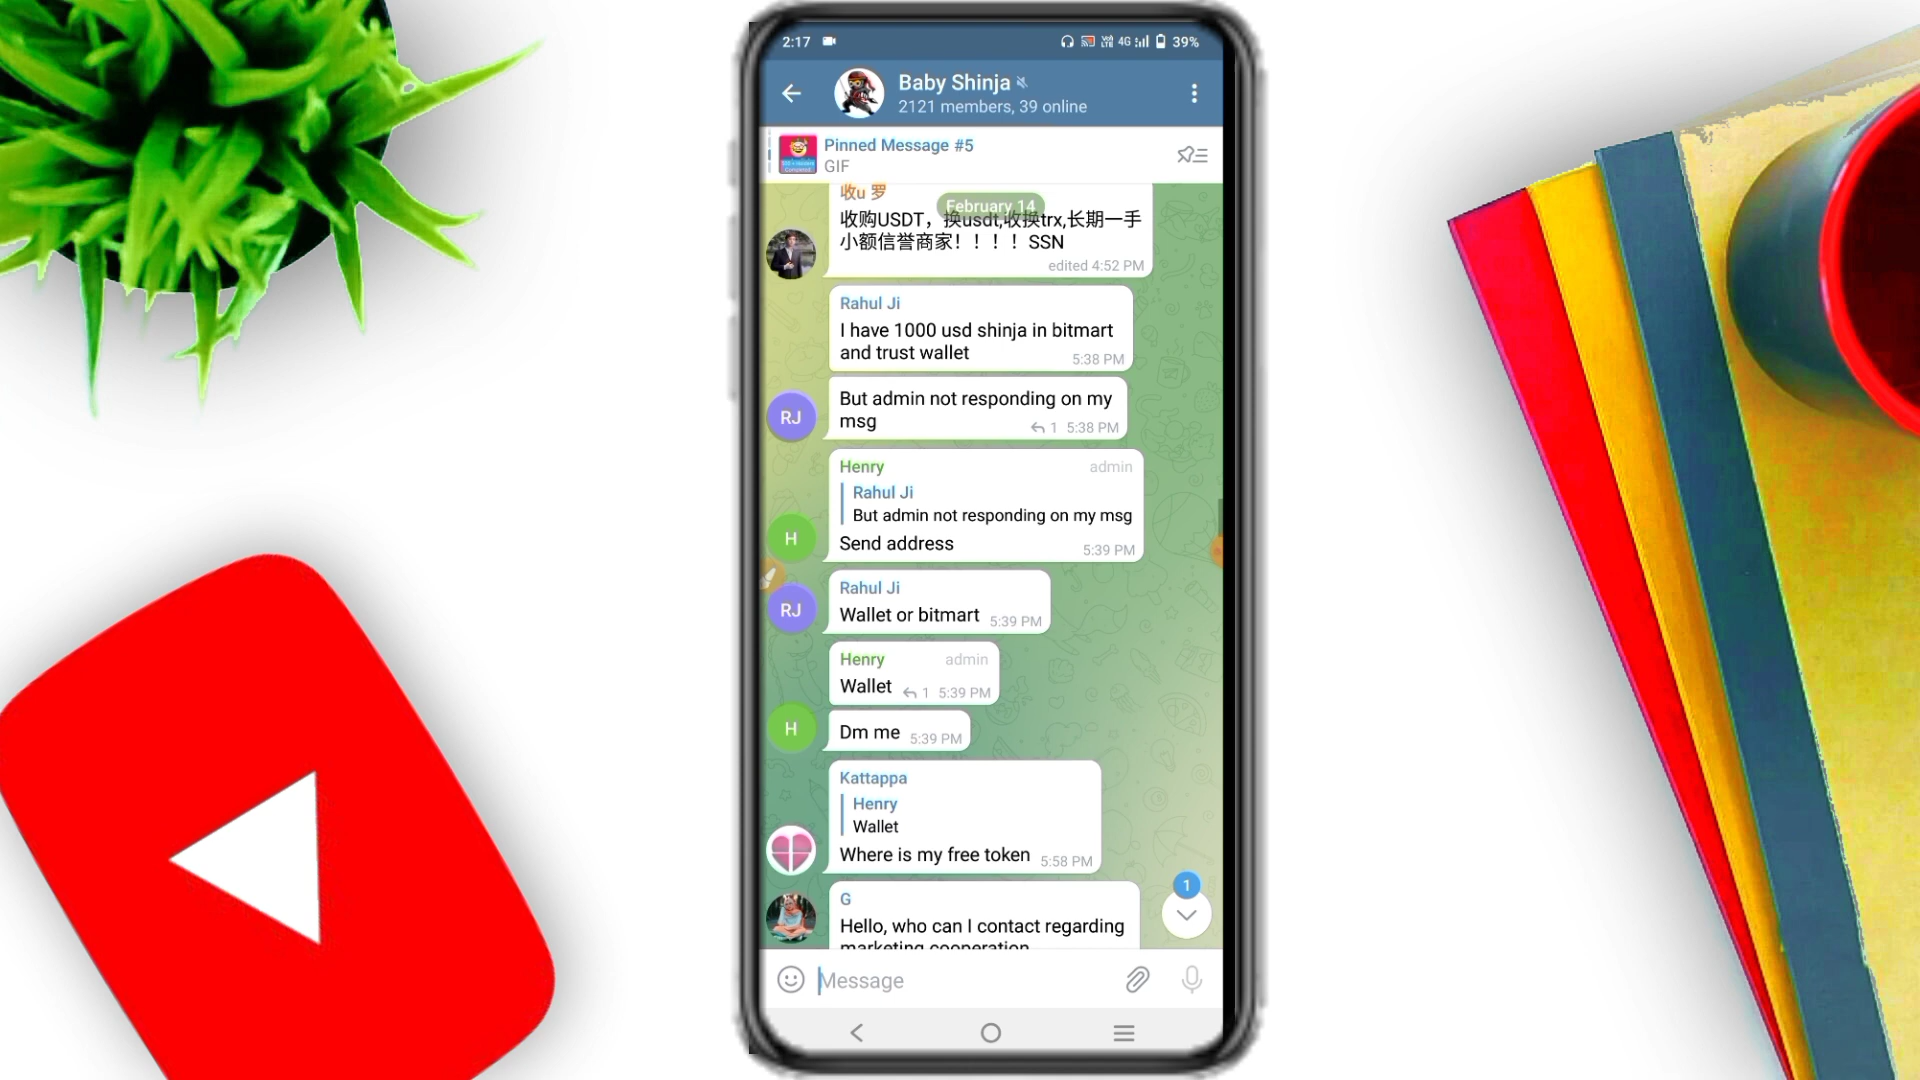 2:17
4G
39%
Baby Shinja
2121 members, 39 online
Pinned Message #5
GIF
收u 罗
February 14
收购USDT，换usdt,收换trx,长期一手
小额信誉商家！！！！SSN
edited 4:52 PM
Rahul Ji
I have 1000 usd shinja in bitmart
and trust wallet
5:38 PM
But admin not responding on my
msg
1 5:38 PM
RJ
Henry
admin
Rahul Ji
But admin not responding on my msg
Send address
5:39 PM
H
Rahul Ji
Wallet or bitmart
5:39 PM
RJ
Henry
admin
Wallet
1 5:39 PM
Dm me
5:39 PM
H
Kattappa
Henry
Wallet
Where is my free token
5:58 PM
1
G
Hello, who can I contact regarding
marketing cooperation
Message